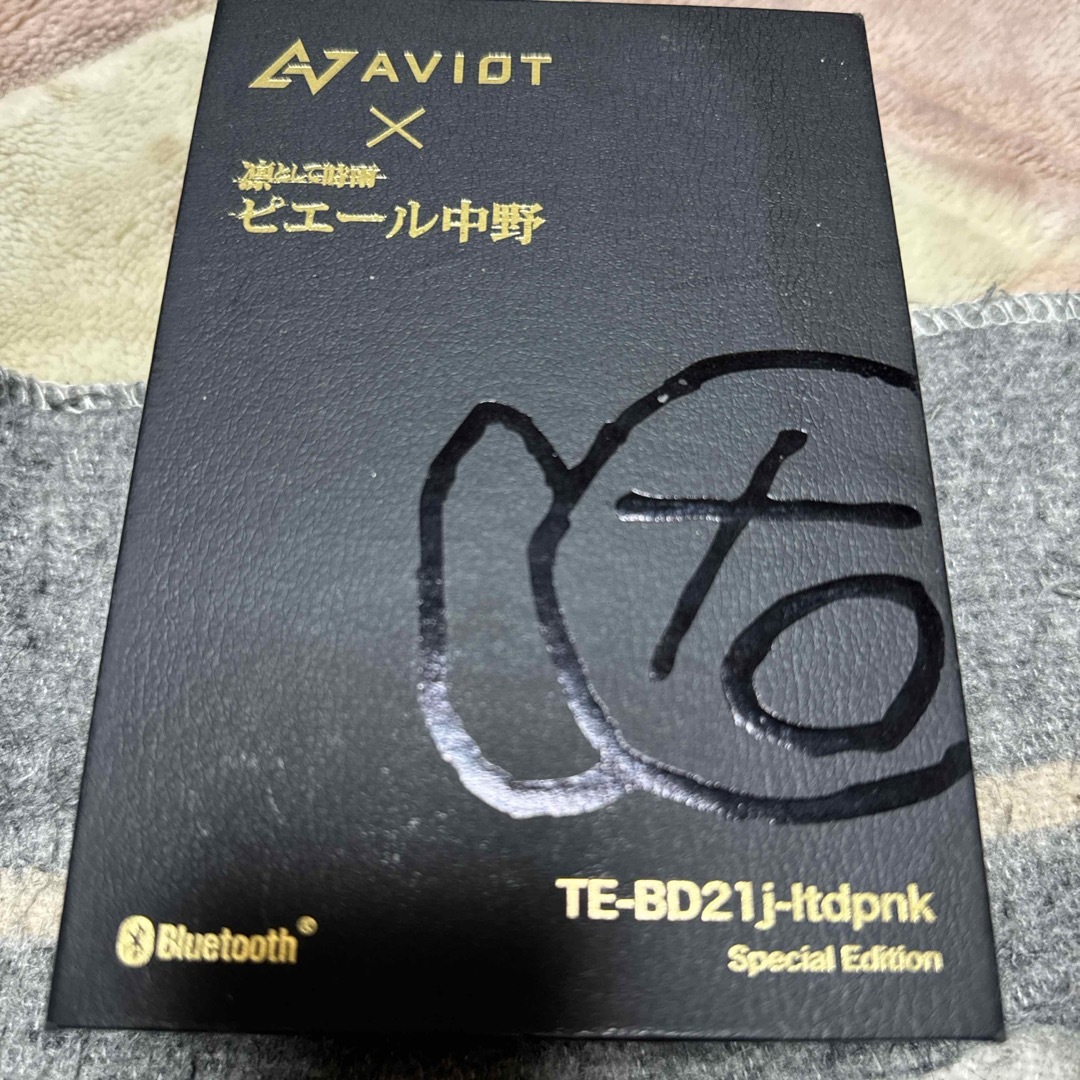 AVIOT
×
凛として時雨
ピエール中野
TE-BD21j-ltdpnk
Special Edition
Bluetooth®